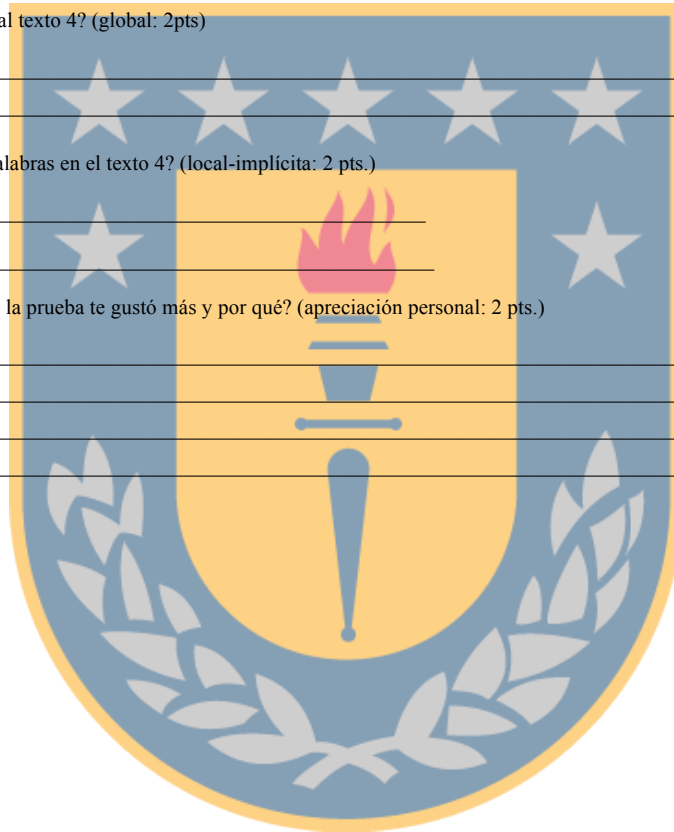 al texto 4? (global: 2pts)
alabras en el texto 4? (local-implícita: 2 pts.)
la prueba te gustó más y por qué? (apreciación personal: 2 pts.)